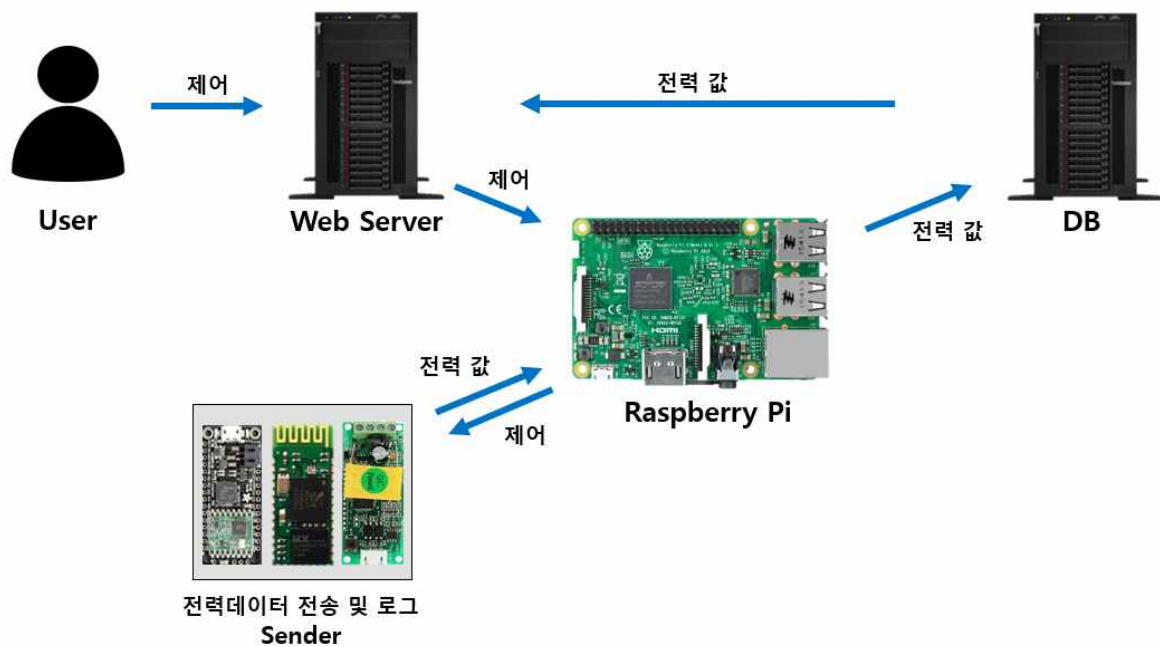 제어
전력 값
User
Web Server
제어
전력 값
DB
HDMI
전력 값
제어
Raspberry Pi
전력데이터 전송 및 로그
Sender